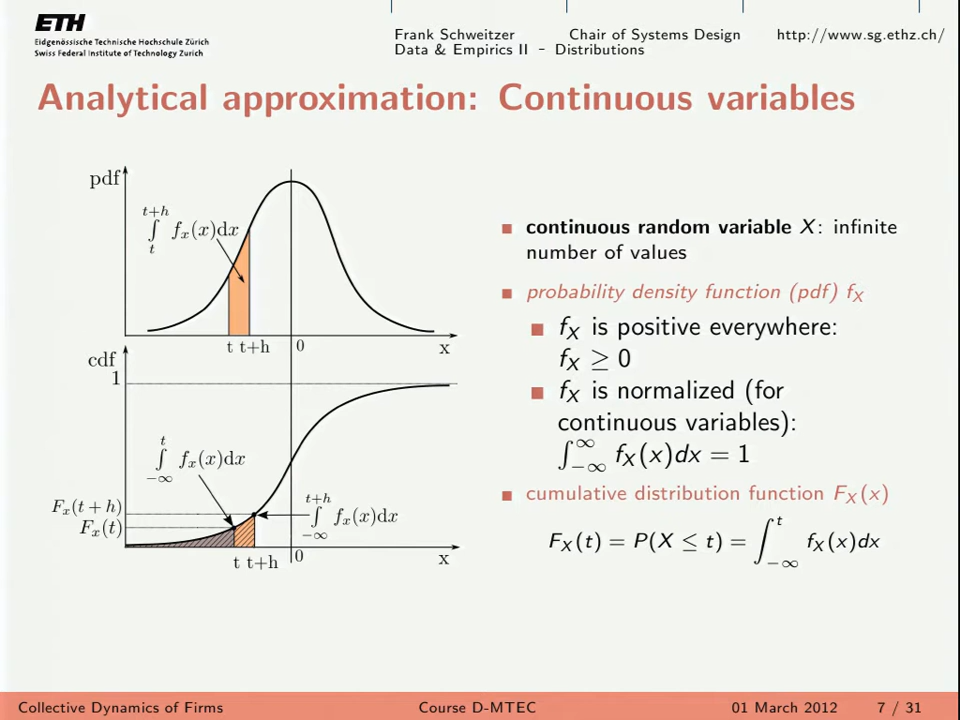 ETH
Eidgenössische Technische Hochschule Zürich
Swiss Federal Institute of Technology Zurich
Frank Schweitzer Chair of Systems Design http://www.sg.ethz.ch/
Data & Empirics II - Distributions
Analytical approximation: Continuous variables
pdf
∫_t^{t+h} f_x(x)dx
t t+h 0 x
cdf
1
∫_{-∞}^t f_x(x)dx
F_x(t + h)
F_x(t)
∫_{-∞}^{t+h} f_x(x)dx
t t+h 0 x
continuous random variable X: infinite
number of values
probability density function (pdf) f_X
f_X is positive everywhere:
f_X ≥ 0
f_X is normalized (for
continuous variables):
∫_{-∞}^{∞} f_X(x)dx = 1
cumulative distribution function F_X(x)
F_X(t) = P(X ≤ t) = ∫_{-∞}^t f_X(x)dx
Collective Dynamics of Firms Course D-MTEC 01 March 2012 7 / 31